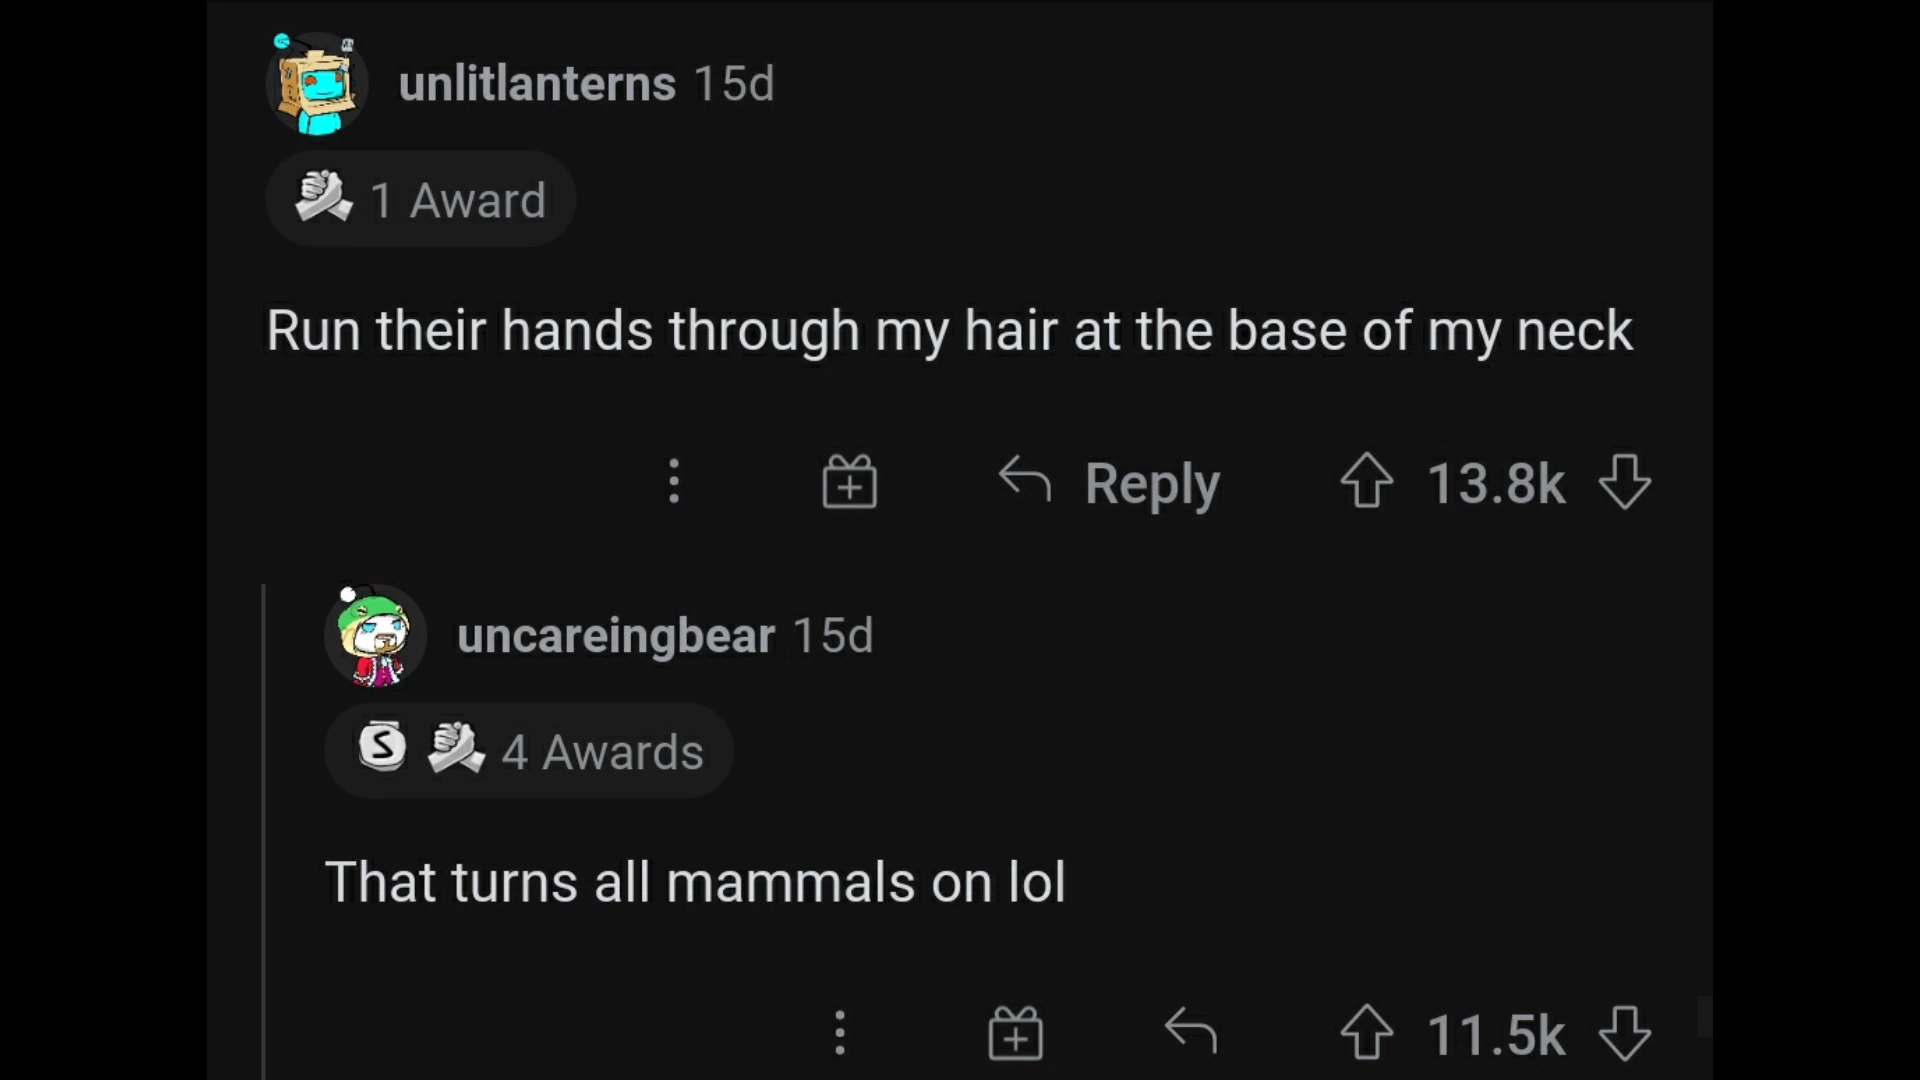 unlitlanterns 15d
1 Award
Run their hands through my hair at the base of my neck
Reply 13.8k
uncareingbear 15d
S 4 Awards
That turns all mammals on lol
11.5k